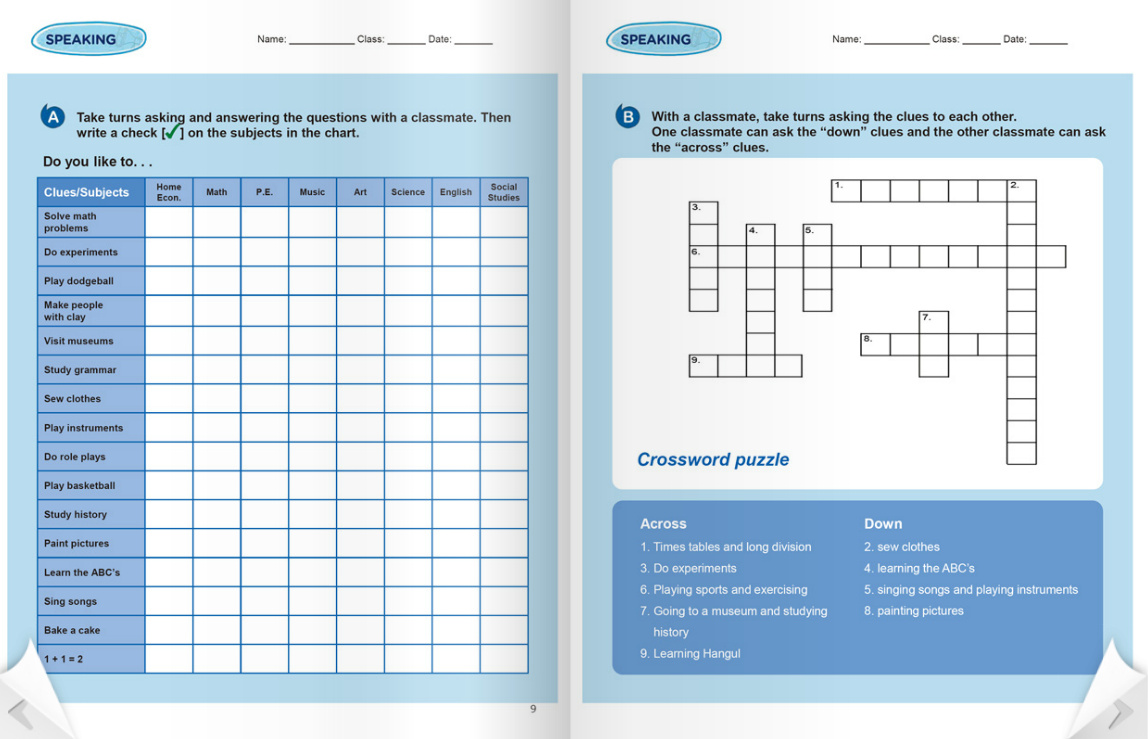 SPEAKING
Name: ___________ Class: ______ Date: ______
A
Take turns asking and answering the questions with a classmate. Then
write a check [✓] on the subjects in the chart.
Do you like to. . .
Clues/Subjects Home Econ. Math P.E. Music Art Science English Social Studies
Solve math
problems
Do experiments
Play dodgeball
Make people
with clay
Visit museums
Study grammar
Sew clothes
Play instruments
Do role plays
Play basketball
Study history
Paint pictures
Learn the ABC's
Sing songs
Bake a cake
1 + 1 = 2
9
SPEAKING
Name: ___________ Class: ______ Date: ______
B
With a classmate, take turns asking the clues to each other.
One classmate can ask the “down” clues and the other classmate can ask
the “across” clues.
1. 2.
3.
4. 5.
6.
7.
8.
9.
Crossword puzzle
Across
1. Times tables and long division
3. Do experiments
6. Playing sports and exercising
7. Going to a museum and studying
history
9. Learning Hangul
Down
2. sew clothes
4. learning the ABC's
5. singing songs and playing instruments
8. painting pictures